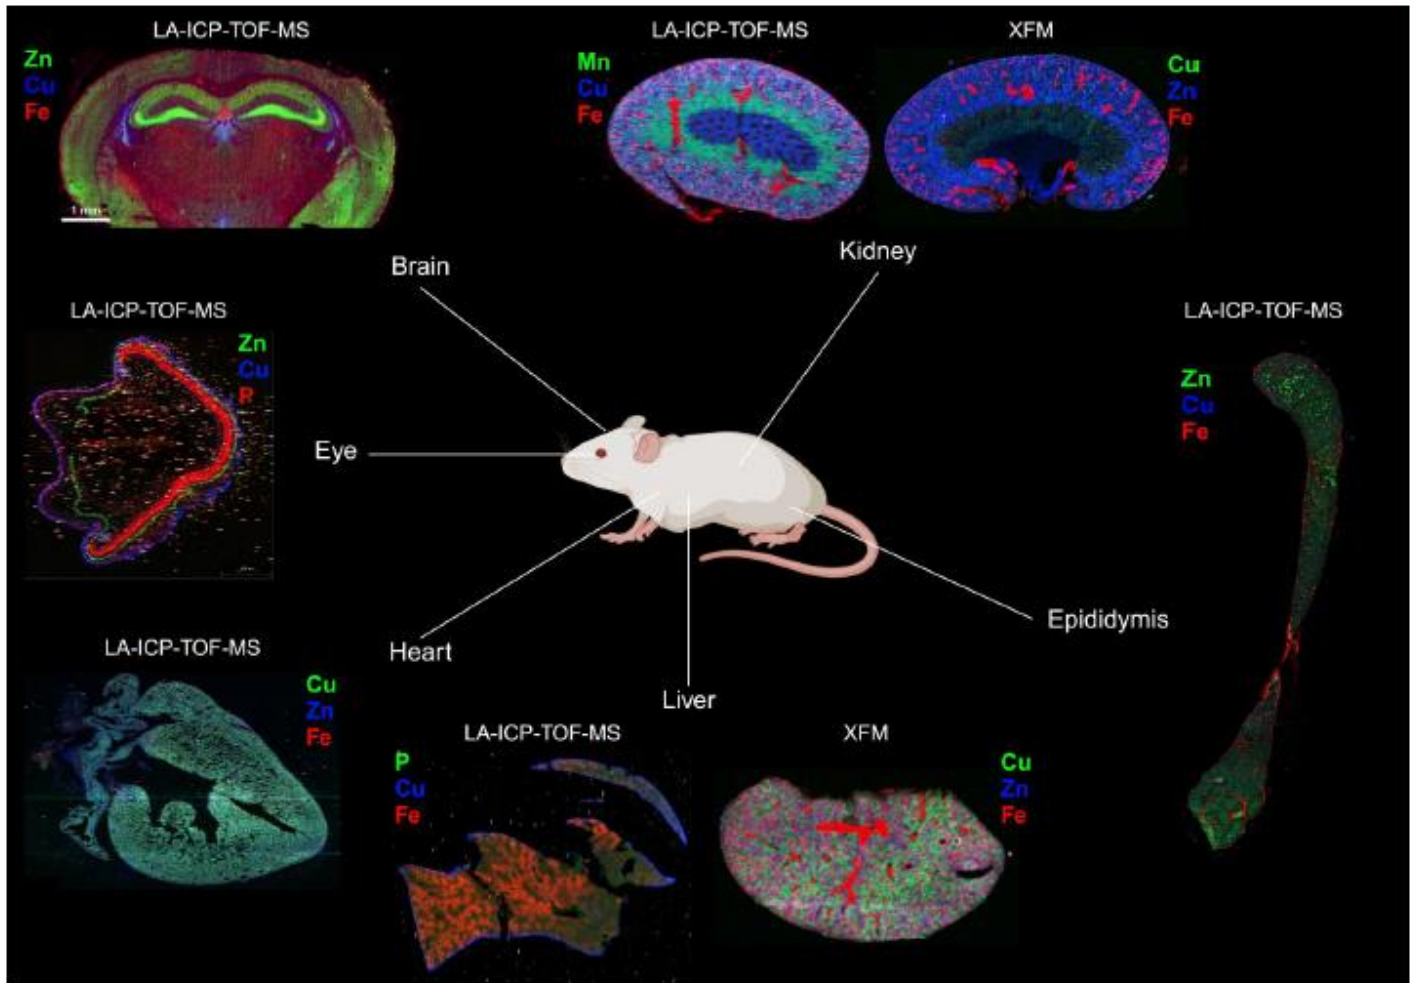 LA-ICP-TOF-MS
Zn
Cu
Fe
1 mm
LA-ICP-TOF-MS
Mn
Cu
Fe
XFM
Cu
Zn
Fe
Brain
Kidney
LA-ICP-TOF-MS
Zn
Cu
P
Eye
LA-ICP-TOF-MS
Zn
Cu
Fe
Epididymis
Heart
Liver
LA-ICP-TOF-MS
Cu
Zn
Fe
LA-ICP-TOF-MS
P
Cu
Fe
XFM
Cu
Zn
Fe